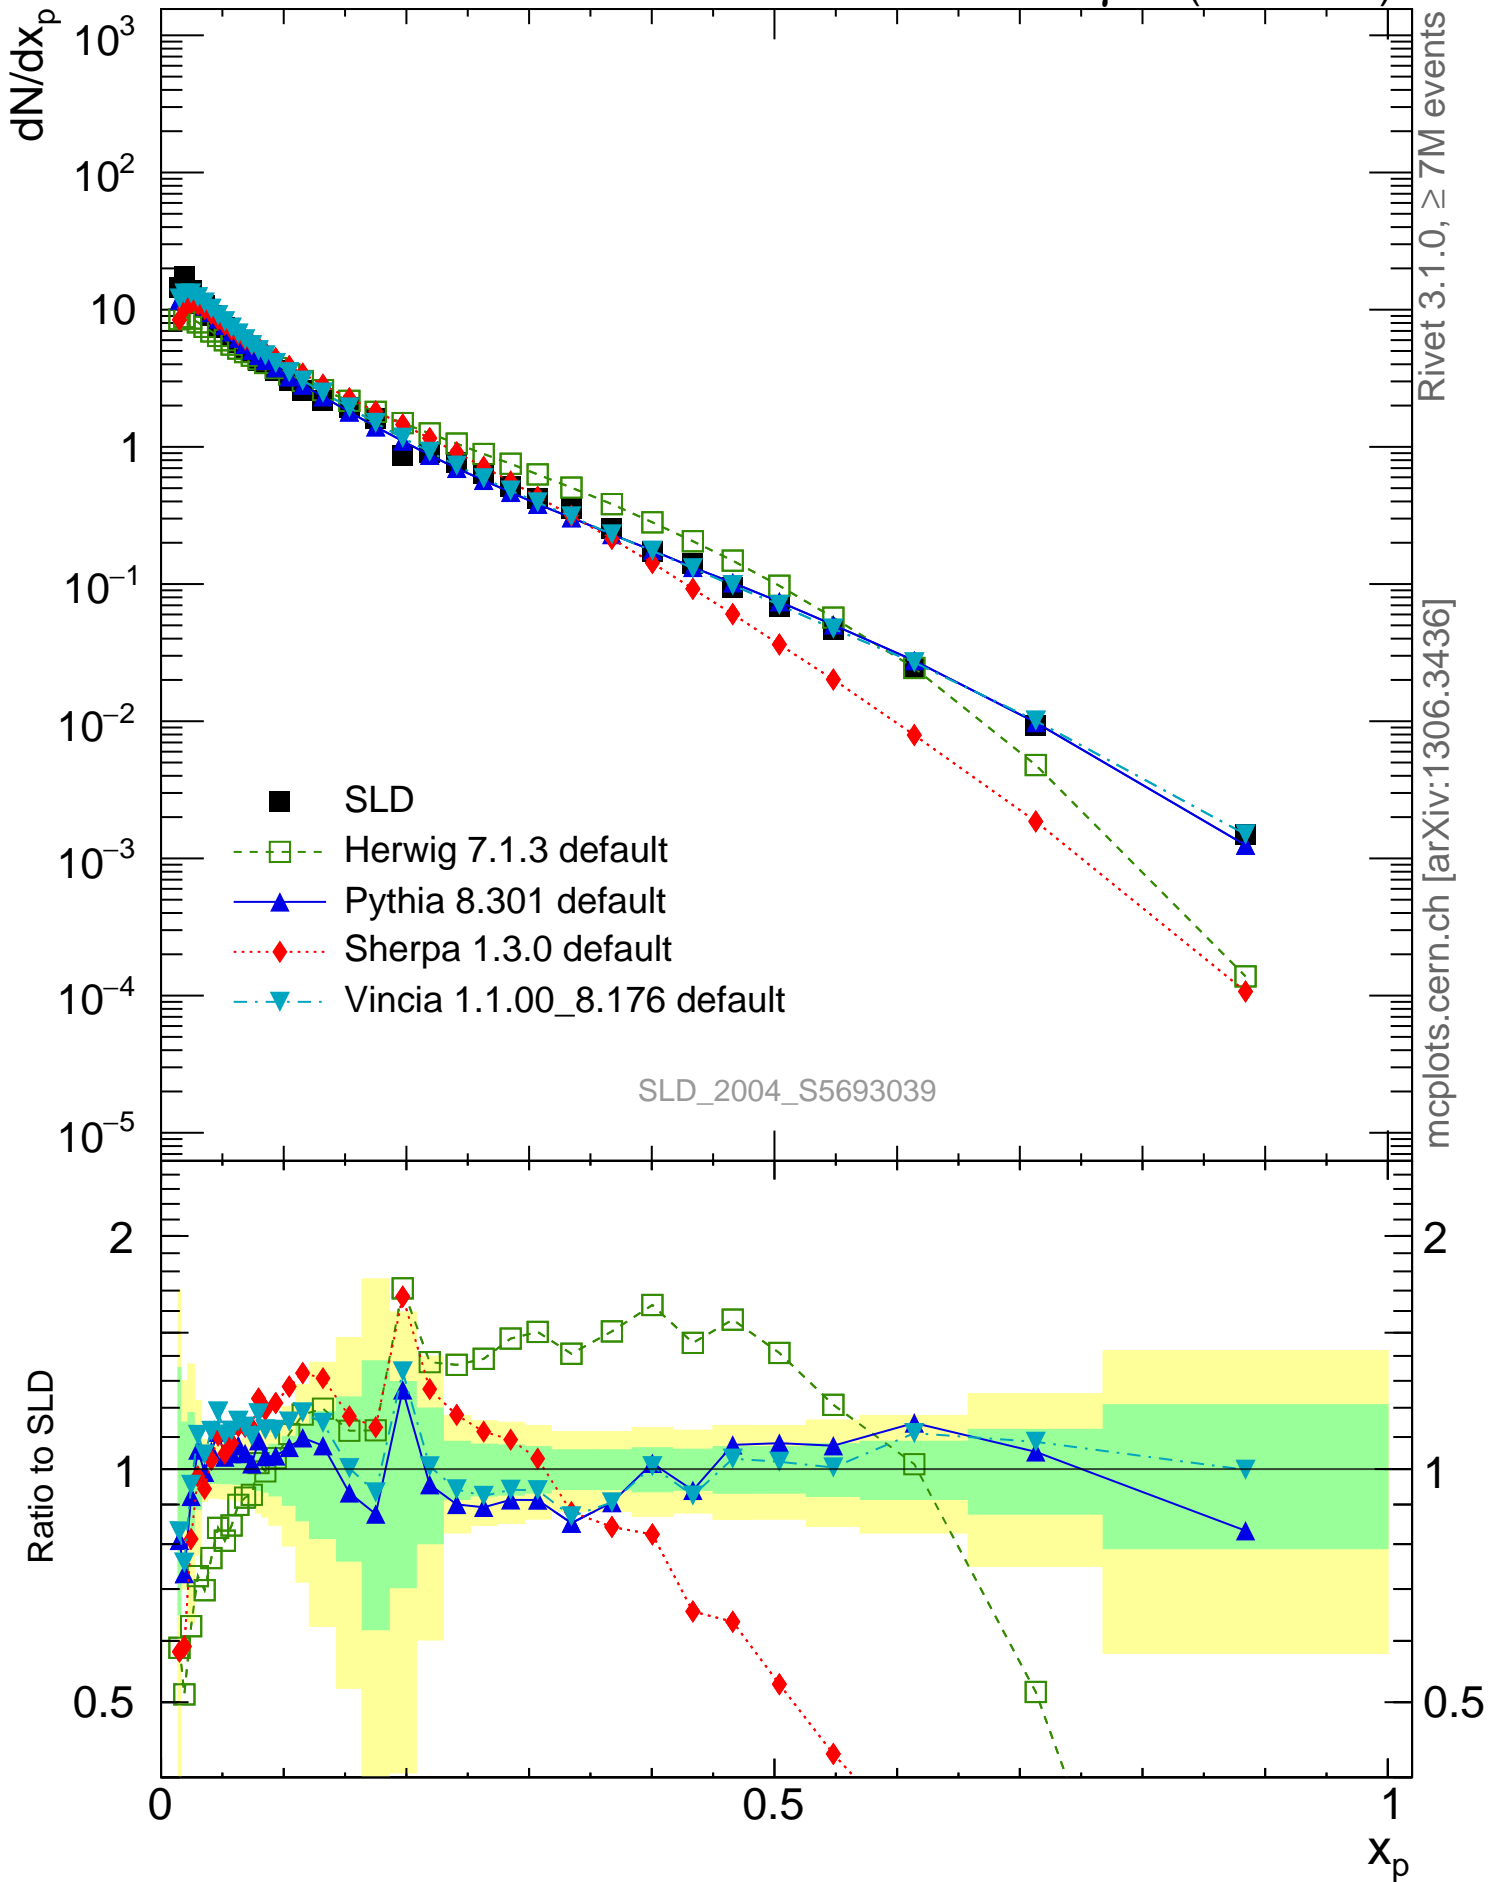 dN/dx_p
10^3
10^2
10
1
10^−1
10^−2
10^−3
10^−4
10^−5
SLD
Herwig 7.1.3 default
Pythia 8.301 default
Sherpa 1.3.0 default
Vincia 1.1.00_8.176 default
SLD_2004_S5693039
Rivet 3.1.0, ≥ 7M events
mcplots.cern.ch [arXiv:1306.3436]
Ratio to SLD
2
1
0.5
2
1
0.5
0
0.5
1
x_p